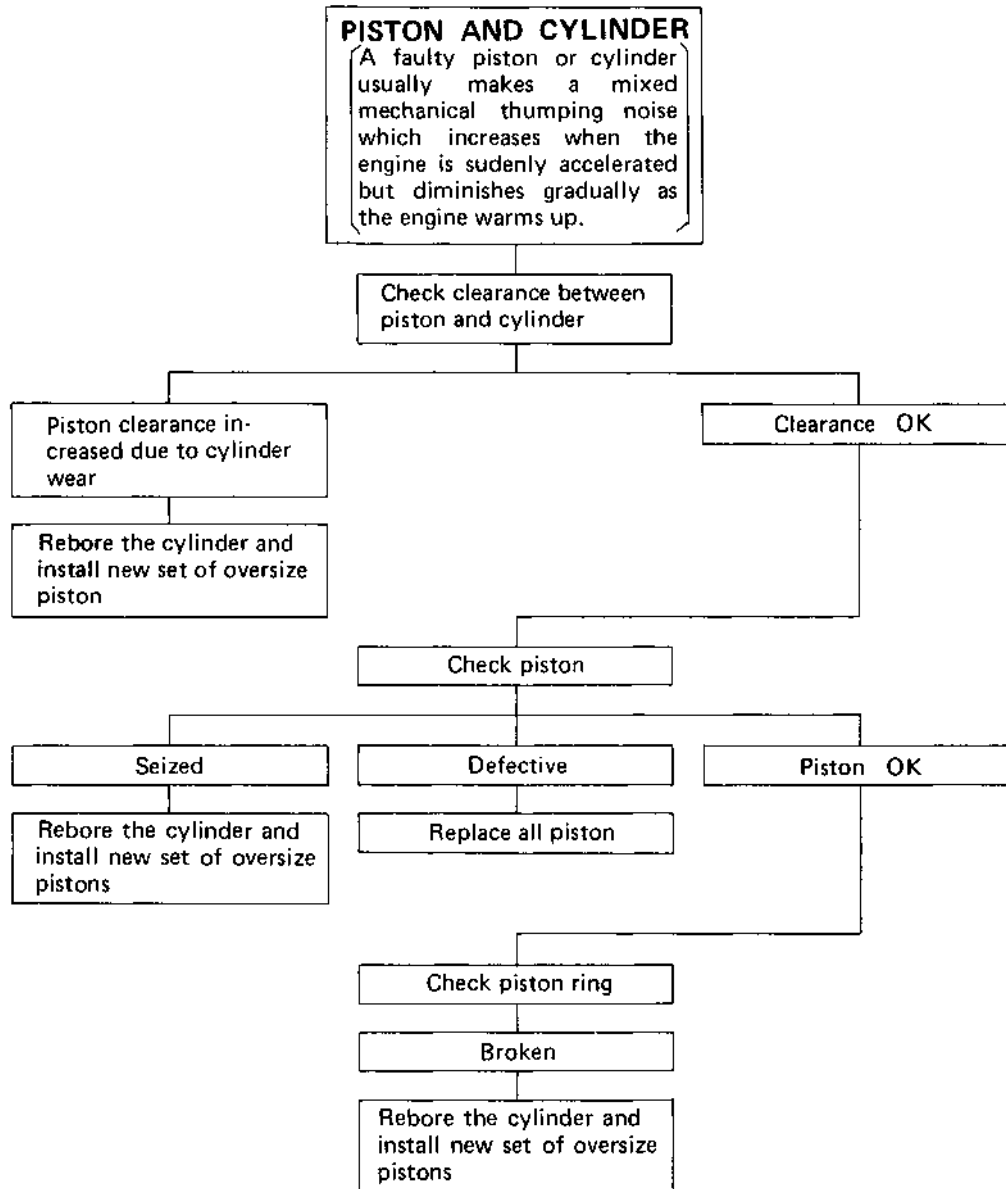 PISTON AND CYLINDER
A faulty piston or cylinder
usually makes a mixed
mechanical thumping noise
which increases when the
engine is sudenly accelerated
but diminishes gradually as
the engine warms up.
Check clearance between
piston and cylinder
Piston clearance in-
creased due to cylinder
wear
Clearance OK
Rebore the cylinder and
install new set of oversize
piston
Check piston
Seized
Defective
Piston OK
Rebore the cylinder and
install new set of oversize
pistons
Replace all piston
Check piston ring
Broken
Rebore the cylinder and
install new set of oversize
pistons